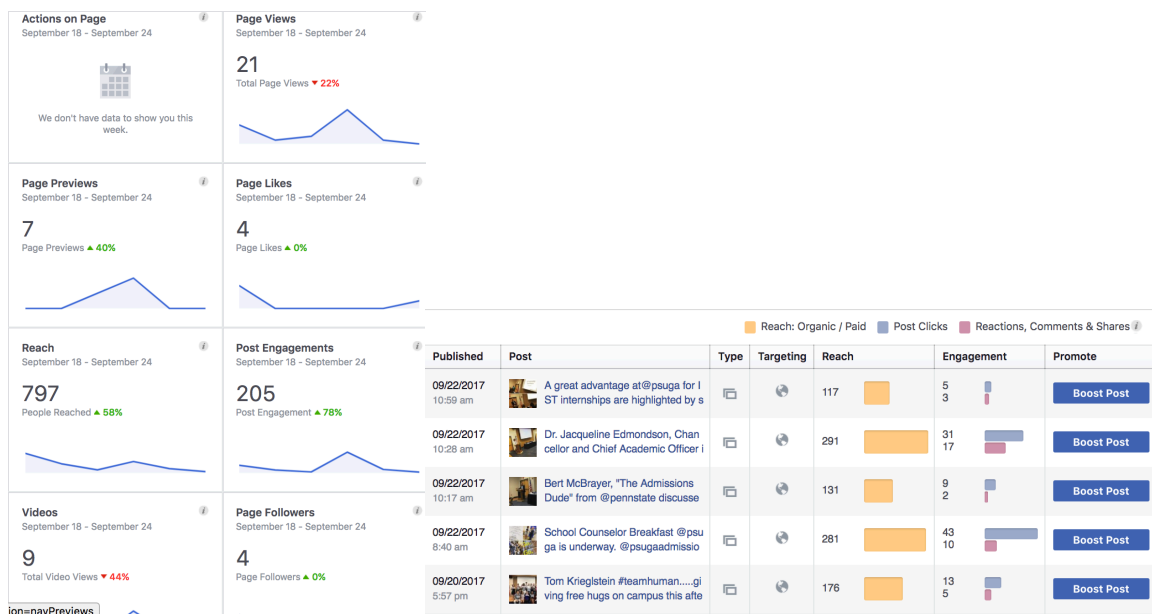 Actions on Page
September 18 - September 24
We don't have data to show you this
week.
Page Views
September 18 - September 24
21
Total Page Views ▼ 22%
Page Previews
September 18 - September 24
7
Page Previews ▲ 40%
Page Likes
September 18 - September 24
4
Page Likes ▲ 0%
Reach
September 18 - September 24
797
People Reached ▲ 58%
Post Engagements
September 18 - September 24
205
Post Engagement ▲ 78%
Videos
September 18 - September 24
9
Total Video Views ▼ 44%
Page Followers
September 18 - September 24
4
Page Followers ▲ 0%
ion=navPreviews
Reach: Organic / Paid Post Clicks Reactions, Comments & Shares i
Published Post Type Targeting Reach Engagement Promote
09/22/2017
10:59 am
A great advantage at@psuga for I
ST internships are highlighted by s
117
5
3
Boost Post
09/22/2017
10:28 am
Dr. Jacqueline Edmondson, Chan
cellor and Chief Academic Officer i
291
31
17
Boost Post
09/22/2017
10:17 am
Bert McBrayer, "The Admissions
Dude" from @pennstate discusse
131
9
2
Boost Post
09/22/2017
8:40 am
School Counselor Breakfast @psu
ga is underway. @psugaadmissio
281
43
10
Boost Post
09/20/2017
5:57 pm
Tom Krieglstein #teamhuman.....gi
ving free hugs on campus this afte
176
13
5
Boost Post